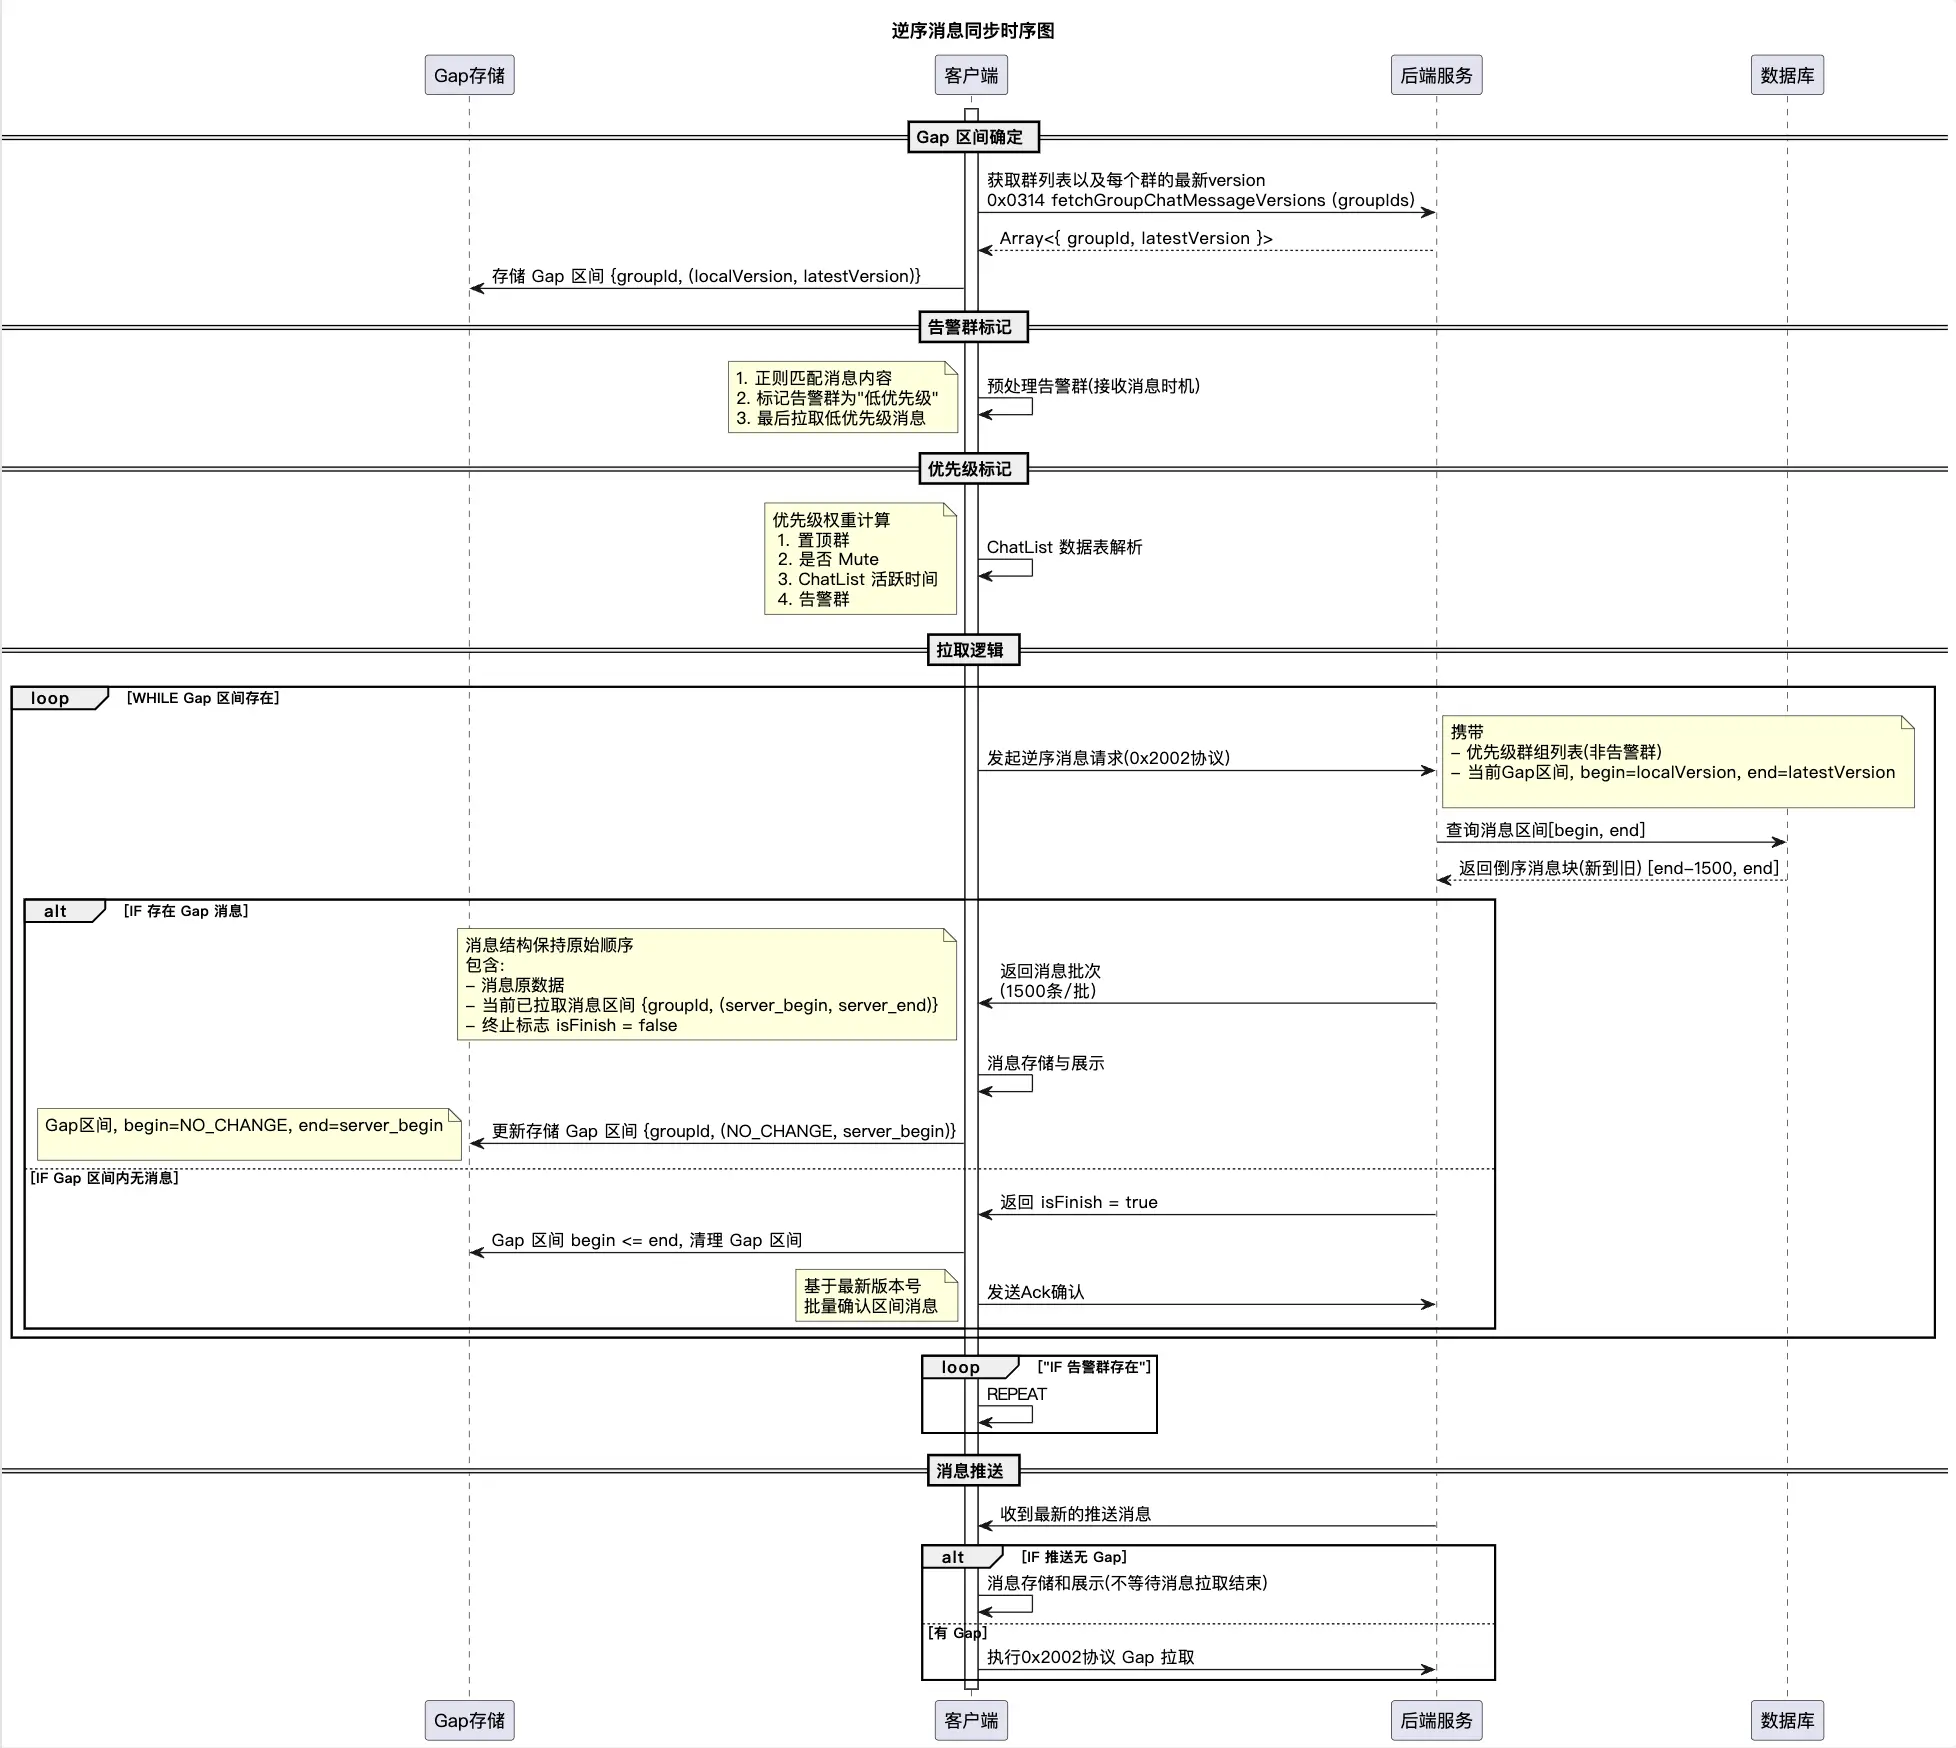 逆序消息同步时序图
Gap存储
客户端
后端服务
数据库
Gap 区间确定
获取群列表以及每个群的最新version
0x0314 fetchGroupChatMessageVersions (groupIds)
Array<{ groupId, latestVersion }>
存储 Gap 区间 {groupId, (localVersion, latestVersion)}
告警群标记
1. 正则匹配消息内容
2. 标记告警群为"低优先级"
3. 最后拉取低优先级消息
预处理告警群(接收消息时机)
优先级标记
优先级权重计算
1. 置顶群
2. 是否 Mute
3. ChatList 活跃时间
4. 告警群
ChatList 数据表解析
拉取逻辑
loop
[WHILE Gap 区间存在]
发起逆序消息请求(0x2002协议)
携带
– 优先级群组列表(非告警群)
– 当前Gap区间, begin=localVersion, end=latestVersion
查询消息区间[begin, end]
返回倒序消息块(新到旧) [end–1500, end]
alt
[IF 存在 Gap 消息]
消息结构保持原始顺序
包含:
– 消息原数据
– 当前已拉取消息区间 {groupId, (server_begin, server_end)}
– 终止标志 isFinish = false
返回消息批次
(1500条/批)
消息存储与展示
Gap区间, begin=NO_CHANGE, end=server_begin
更新存储 Gap 区间 {groupId, (NO_CHANGE, server_begin)}
[IF Gap 区间内无消息]
返回 isFinish = true
Gap 区间 begin <= end, 清理 Gap 区间
基于最新版本号
批量确认区间消息
发送Ack确认
loop
["IF 告警群存在"]
REPEAT
消息推送
收到最新的推送消息
alt
[IF 推送无 Gap]
消息存储和展示(不等待消息拉取结束)
[有 Gap]
执行0x2002协议 Gap 拉取
Gap存储
客户端
后端服务
数据库